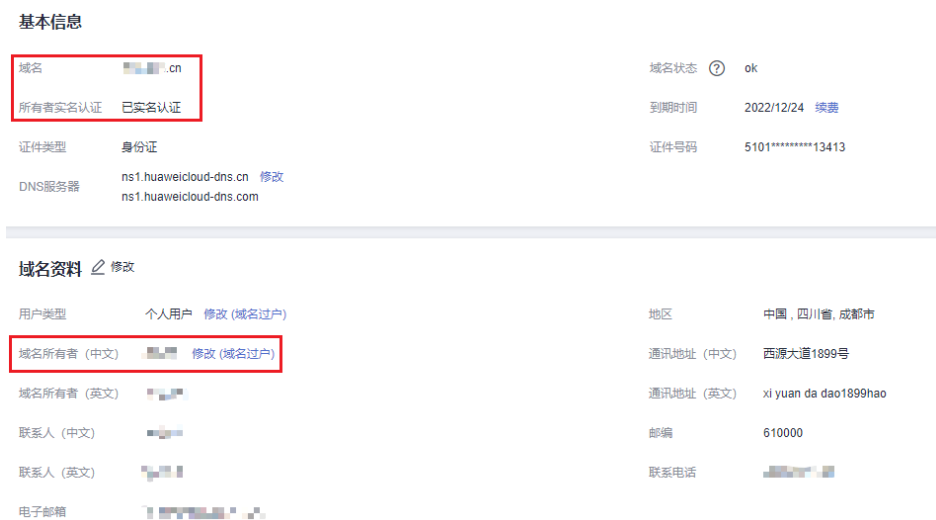 基本信息
域名 .cn 域名状态 ? ok
所有者实名认证 已实名认证 到期时间 2022/12/24 续费
证件类型 身份证 证件号码 5101*********13413
DNS服务器 ns1.huaweicloud-dns.cn 修改
ns1.huaweicloud-dns.com
域名资料 修改
用户类型 个人用户 修改 (域名过户) 地区 中国 , 四川省, 成都市
域名所有者（中文） 修改 (域名过户) 通讯地址（中文） 西源大道1899号
域名所有者（英文） 通讯地址（英文） xi yuan da dao1899hao
联系人（中文） 邮编 610000
联系人（英文） 联系电话
电子邮箱